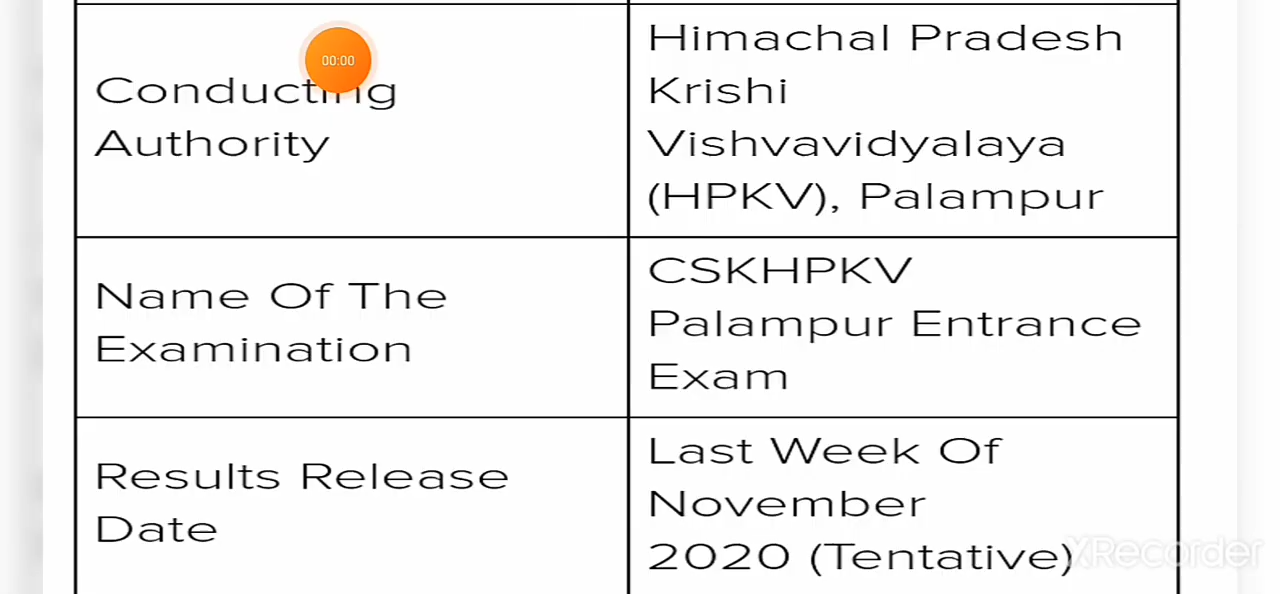 00:00
Conducting
Authority
Himachal Pradesh
Krishi
Vishvavidyalaya
(HPKV), Palampur
Name Of The
Examination
CSKHPKV
Palampur Entrance
Exam
Results Release
Date
Last Week Of
November
2020 (Tentative)
XRecorder